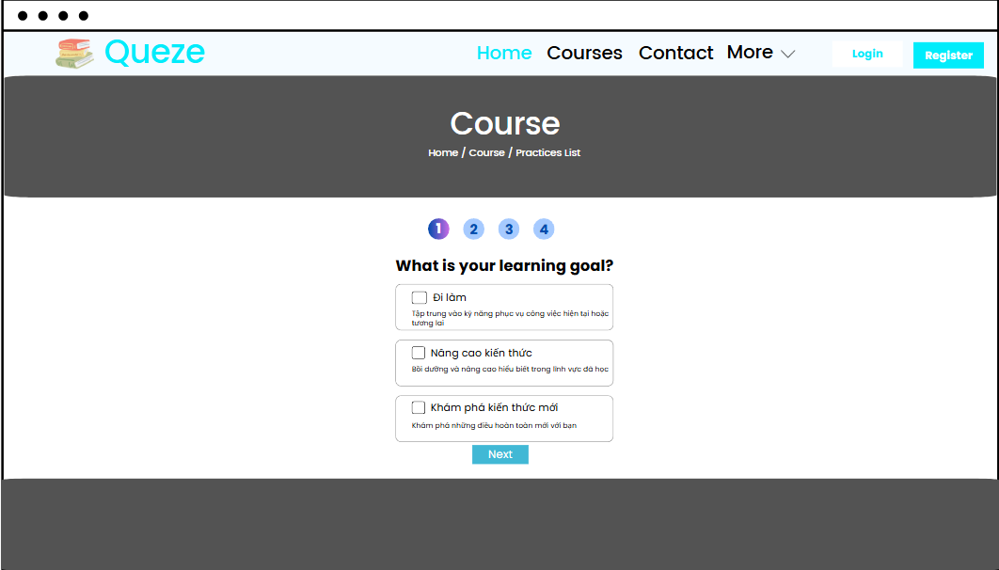 Queze
Home Courses Contact More Login Register
Course
Home / Course / Practices List
1 2 3 4
What is your learning goal?
Đi làm
Tập trung vào kỹ năng phục vụ công việc hiện tại hoặc
tương lai
Nâng cao kiến thức
Bồi dưỡng và nâng cao hiểu biết trong lĩnh vực đã học
Khám phá kiến thức mới
Khám phá những điều hoàn toàn mới với bạn
Next